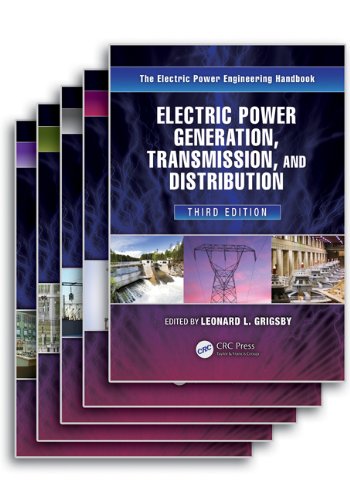 The Electric Power Engineering Handbook
ELECTRIC POWER
GENERATION,
TRANSMISSION, AND
DISTRIBUTION
THIRD EDITION
EDITED BY LEONARD L. GRIGSBY
CRC
CRC Press
Taylor & Francis Group